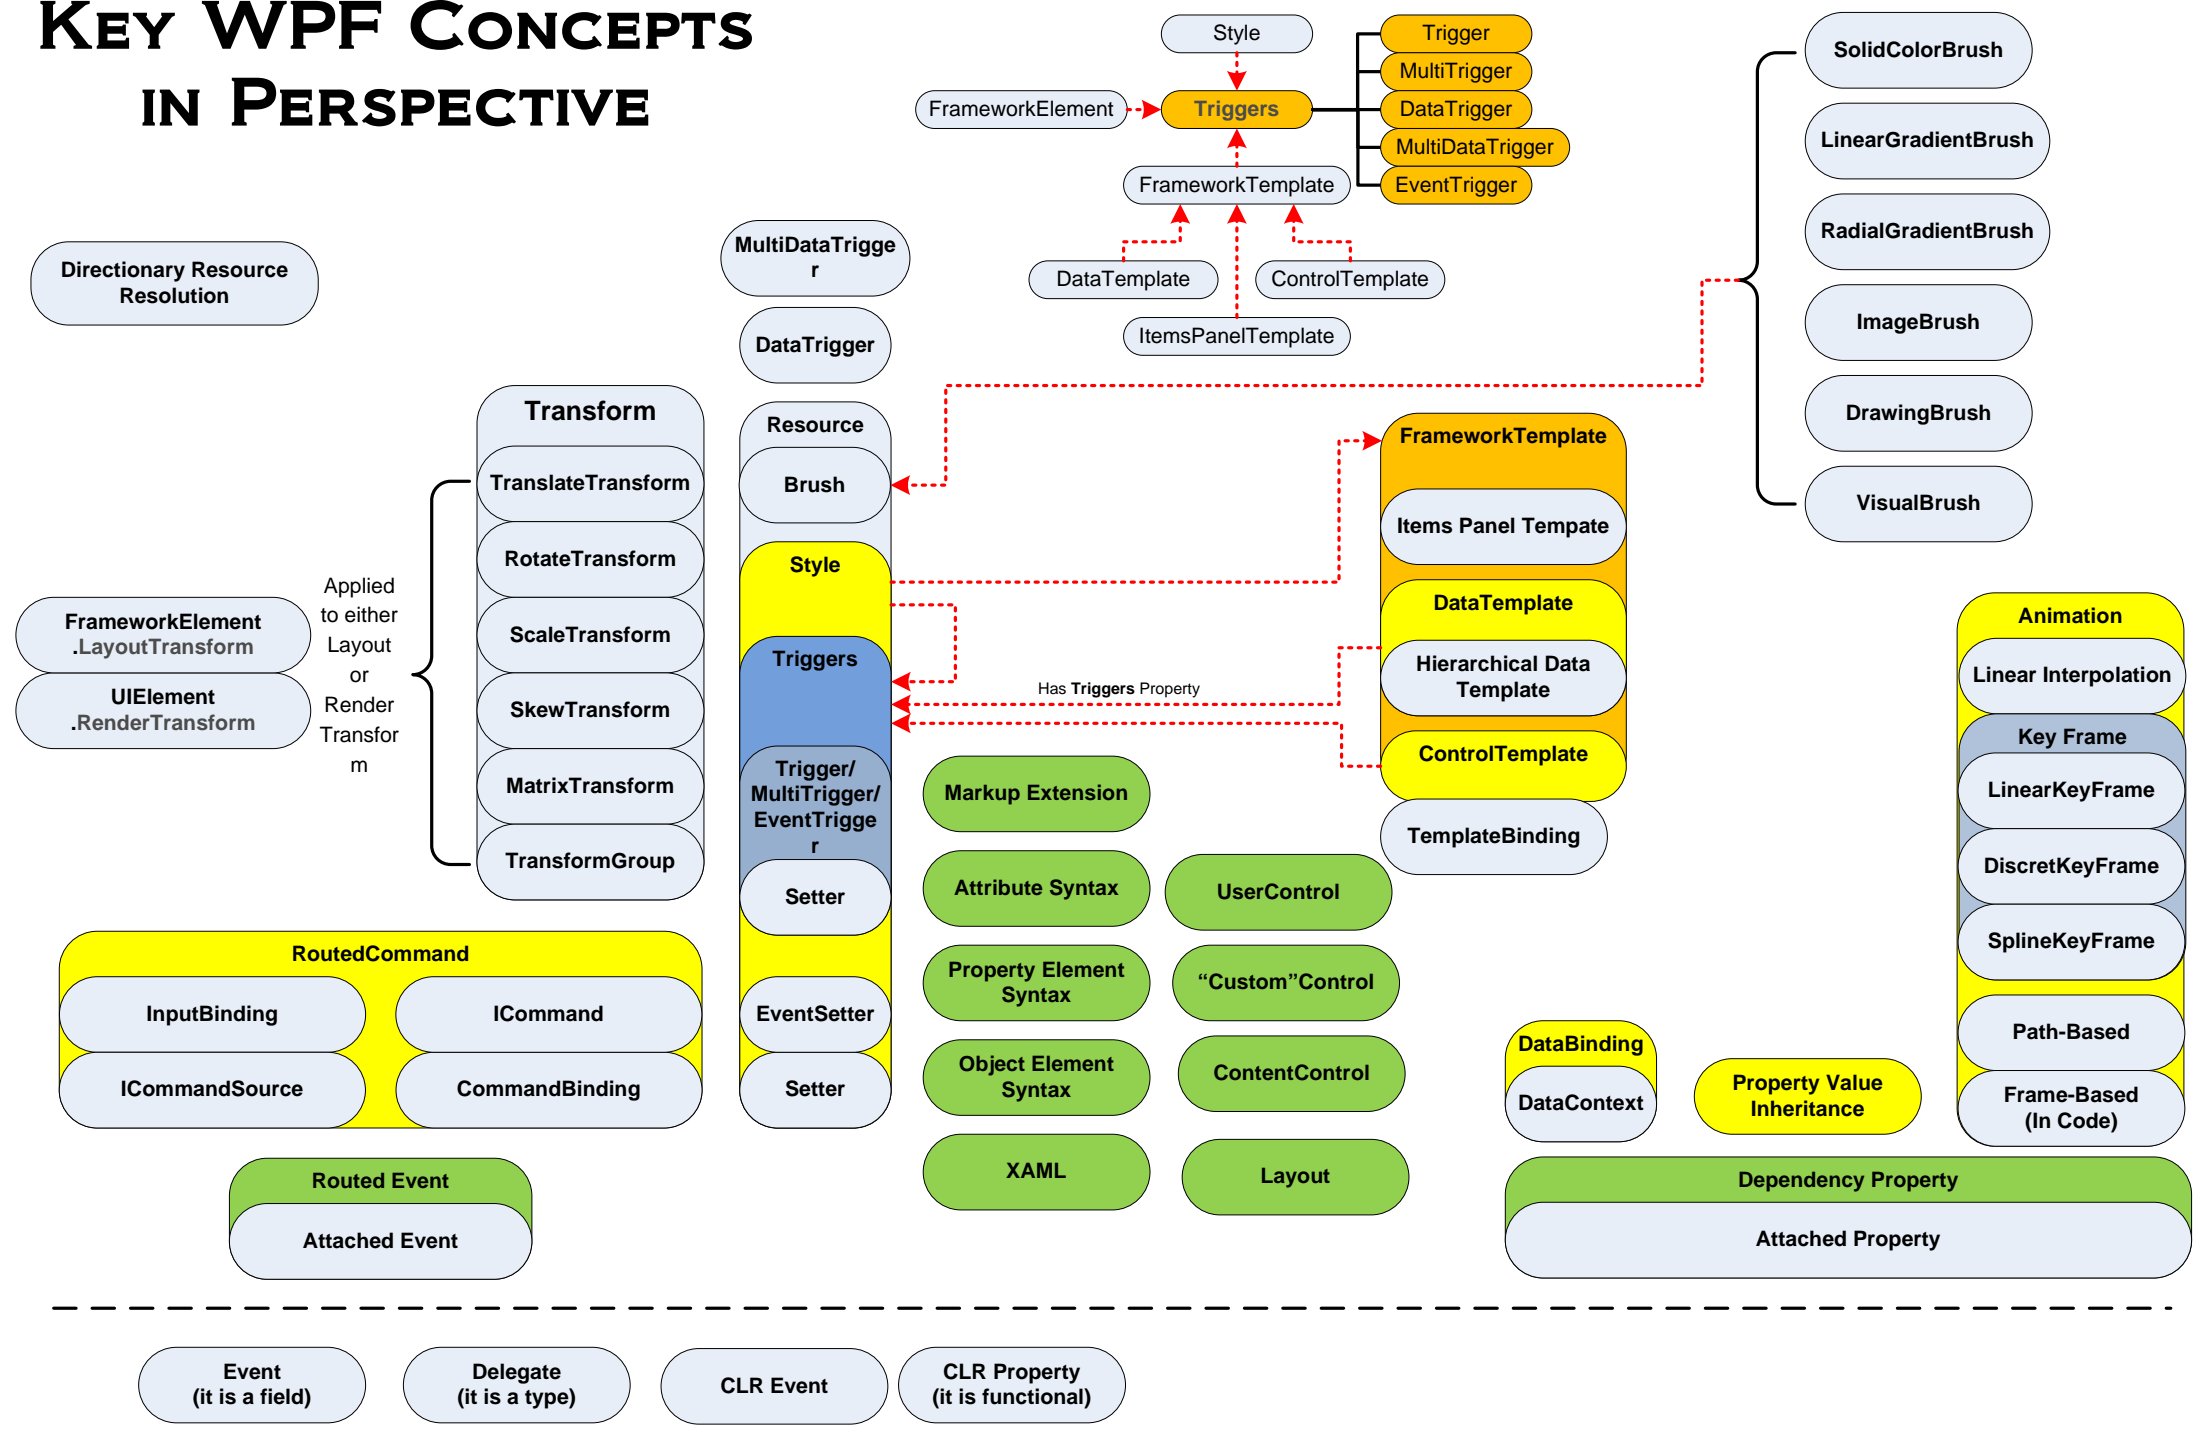 KEY WPF CONCEPTS
IN PERSPECTIVE
Style
FrameworkElement
Triggers
Trigger
MultiTrigger
DataTrigger
MultiDataTrigger
EventTrigger
FrameworkTemplate
DataTemplate
ControlTemplate
ItemsPanelTemplate
SolidColorBrush
LinearGradientBrush
RadialGradientBrush
ImageBrush
DrawingBrush
VisualBrush
Directionary Resource
Resolution
MultiDataTrigge
r
DataTrigger
Transform
TranslateTransform
RotateTransform
ScaleTransform
SkewTransform
MatrixTransform
TransformGroup
Applied
to either
Layout
or
Render
Transfor
m
FrameworkElement
.LayoutTransform
UIElement
.RenderTransform
Resource
Brush
Style
Triggers
Trigger/
MultiTrigger/
EventTrigge
r
Setter
EventSetter
Setter
Has Triggers Property
FrameworkTemplate
Items Panel Tempate
DataTemplate
Hierarchical Data
Template
ControlTemplate
TemplateBinding
Markup Extension
Attribute Syntax
Property Element
Syntax
Object Element
Syntax
XAML
UserControl
“Custom”Control
ContentControl
Layout
Animation
Linear Interpolation
Key Frame
LinearKeyFrame
DiscretKeyFrame
SplineKeyFrame
Path-Based
Frame-Based
(In Code)
RoutedCommand
InputBinding
ICommand
ICommandSource
CommandBinding
Routed Event
Attached Event
DataBinding
DataContext
Property Value
Inheritance
Dependency Property
Attached Property
Event
(it is a field)
Delegate
(it is a type)
CLR Event
CLR Property
(it is functional)